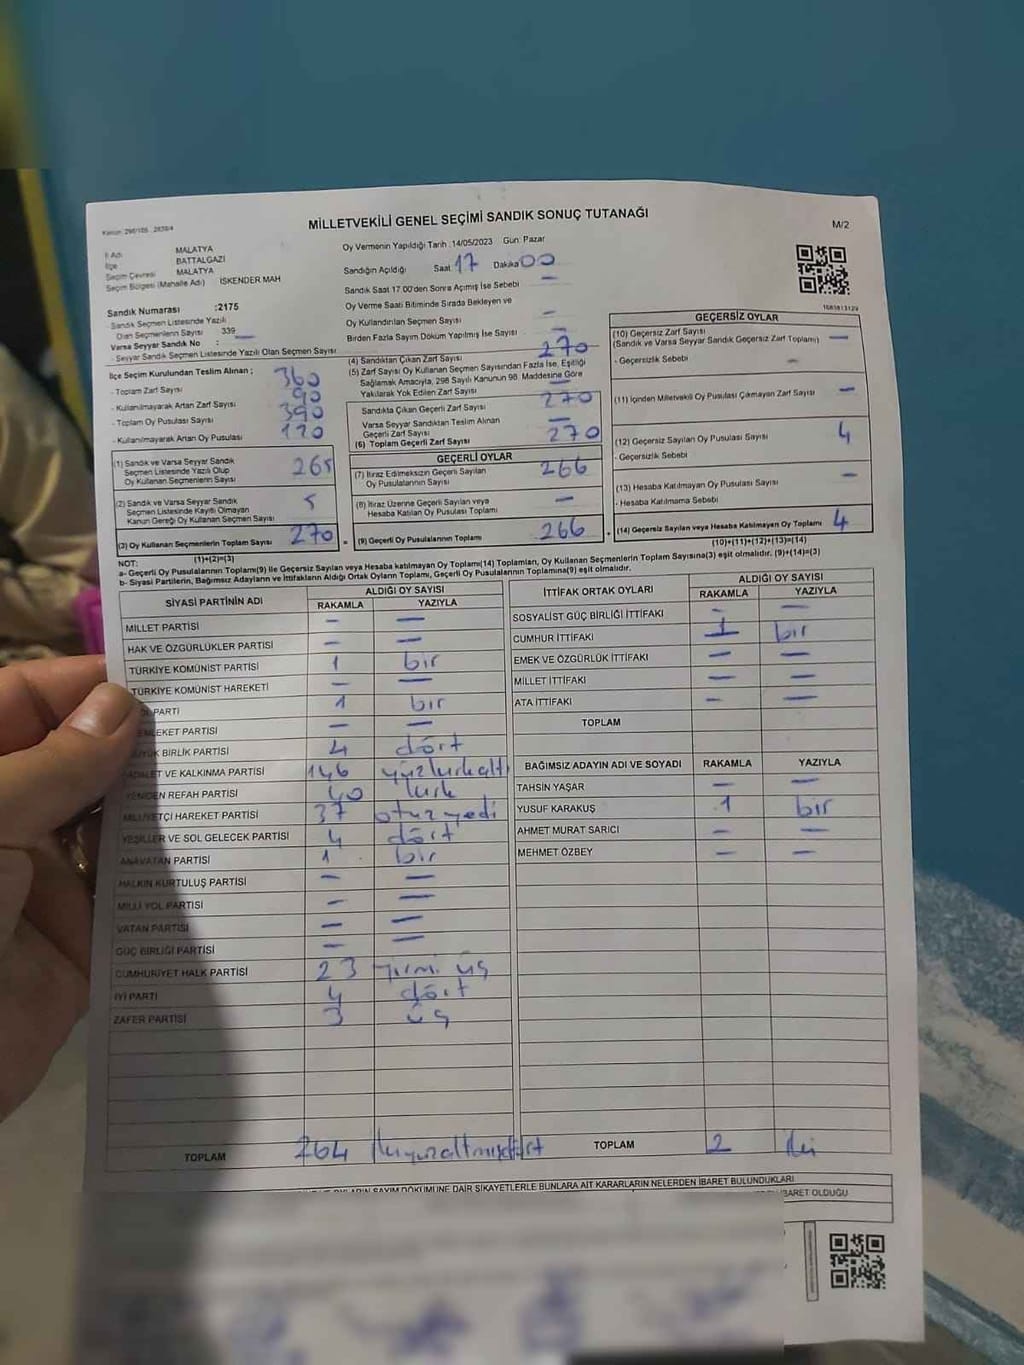 MİLLETVEKİLİ GENEL SEÇİMİ SANDIK SONUÇ TUTANAĞI
M/2
İl Adı MALATYA
İlçe BATTALGAZİ
Seçim Çevresi MALATYA
Seçim Bölgesi (Mahalle Adı) İSKENDER MAH
Sandık Numarası :2175
- Sandık Seçmen Listesinde Yazılı
Olan Seçmenlerin Sayısı 339
Varsa Seyyar Sandık No : –
- Seyyar Sandık Seçmen Listesinde Yazılı Olan Seçmen Sayısı
İlçe Seçim Kurulundan Teslim Alınan ;
- Toplam Zarf Sayısı 360
- Kullanılmayarak Artan Zarf Sayısı 90
- Toplam Oy Pusulası Sayısı 390
- Kullanılmayarak Artan Oy Pusulası 120
(1) Sandık ve Varsa Seyyar Sandık
Seçmen Listesinde Yazılı Olup
Oy Kullanan Seçmenlerin Sayısı 265
(2) Sandık ve Varsa Seyyar Sandık
Seçmen Listesinde Kayıtlı Olmayan
Kanun Gereği Oy Kullanan Seçmen Sayısı 5
(3) Oy Kullanan Seçmenlerin Toplam Sayısı 270
(1)+(2)=(3)
Oy Vermenin Yapıldığı Tarih :14/05/2023 Gün: Pazar
Sandığın Açıldığı Saat 17 Dakika 00
Sandık Saat 17:00'den Sonra Açmış İse Sebebi –
Oy Verme Saati Bitiminde Sırada Bekleyen ve
Oy Kullandırılan Seçmen Sayısı –
Birden Fazla Sayım Döküm Yapılmış İse Sayısı –
(4) Sandıktan Çıkan Zarf Sayısı 270
(5) Zarf Sayısı Oy Kullanan Seçmen Sayısından Fazla İse, Eşitliği
Sağlamak Amacıyla, 298 Sayılı Kanunun 98. Maddesine Göre
Yakılarak Yok Edilen Zarf Sayısı –
Sandıkta Çıkan Geçerli Zarf Sayısı 270
Varsa Seyyar Sandıktan Teslim Alınan
Geçerli Zarf Sayısı –
(6) Toplam Geçerli Zarf Sayısı 270
GEÇERLİ OYLAR
(7) İtiraz Edilmeksizin Geçerli Sayılan
Oy Pusulalarının Sayısı 266
(8) İtiraz Üzerine Geçerli Sayılan veya
Hesaba Katılan Oy Pusulası Toplamı –
(9) Geçerli Oy Pusulalarının Toplamı 266
1681813129
GEÇERSİZ OYLAR
(10) Geçersiz Zarf Sayısı –
(Sandık ve Varsa Seyyar Sandık Geçersiz Zarf Toplamı)
- Geçersizlik Sebebi –
(11) İçinden Milletvekili Oy Pusulası Çıkmayan Zarf Sayısı –
(12) Geçersiz Sayılan Oy Pusulası Sayısı 4
- Geçersizlik Sebebi
(13) Hesaba Katılmayan Oy Pusulası Sayısı –
- Hesaba Katılmama Sebebi
(14) Geçersiz Sayılan veya Hesaba Katılmayan Oy Toplamı 4
(10)+(11)+(12)+(13)=(14)
NOT:
a- Geçerli Oy Pusulalarının Toplamı(9) ile Geçersiz Sayılan veya Hesaba katılmayan Oy Toplamı(14) Toplamları, Oy Kullanan Seçmenlerin Toplam Sayısına(3) eşit olmalıdır. (9)+(14)=(3)
b- Siyasi Partilerin, Bağımsız Adayların ve İttifakların Aldığı Ortak Oyların Toplamı, Geçerli Oy Pusulalarının Toplamına(9) eşit olmalıdır.
SİYASİ PARTİNİN ADI ALDIĞI OY SAYISI
RAKAMLA YAZIYLA
MİLLET PARTİSİ – –
HAK VE ÖZGÜRLÜKLER PARTİSİ – –
TÜRKİYE KOMÜNİST PARTİSİ 1 bir
TÜRKİYE KOMÜNİST HAREKETİ – –
PARTİ 1 bir
EMLEKET PARTİSİ – –
YÜK BİRLİK PARTİSİ 4 dört
ADALET VE KALKINMA PARTİSİ 146 yüzkırkaltı
YENİDEN REFAH PARTİSİ 40 kırk
MİLLİYETÇİ HAREKET PARTİSİ 37 otuzyedi
YEŞİLLER VE SOL GELECEK PARTİSİ 4 dört
ANAVATAN PARTİSİ 1 bir
HALKIN KURTULUŞ PARTİSİ – –
MİLLİ YOL PARTİSİ – –
VATAN PARTİSİ – –
GÜÇ BİRLİĞİ PARTİSİ – –
CUMHURİYET HALK PARTİSİ 23 yirmi üç
İYİ PARTİ 4 dört
ZAFER PARTİSİ 3 üç
TOPLAM 264 ikiyüzaltmışdört
İTTİFAK ORTAK OYLARI ALDIĞI OY SAYISI
RAKAMLA YAZIYLA
SOSYALİST GÜÇ BİRLİĞİ İTTİFAKI – –
CUMHUR İTTİFAKI 1 bir
EMEK VE ÖZGÜRLÜK İTTİFAKI – –
MİLLET İTTİFAKI – –
ATA İTTİFAKI – –
TOPLAM
BAĞIMSIZ ADAYIN ADI VE SOYADI RAKAMLA YAZIYLA
TAHSİN YAŞAR – –
YUSUF KARAKUŞ 1 bir
AHMET MURAT SARICI – –
MEHMET ÖZBEY – –
TOPLAM 2 iki
OYLARIN SAYIM DÖKÜMÜNE DAİR ŞİKAYETLERLE BUNLARA AİT KARARLARIN NELERDEN İBARET BULUNDUKLARI
İBARET OLDUĞU